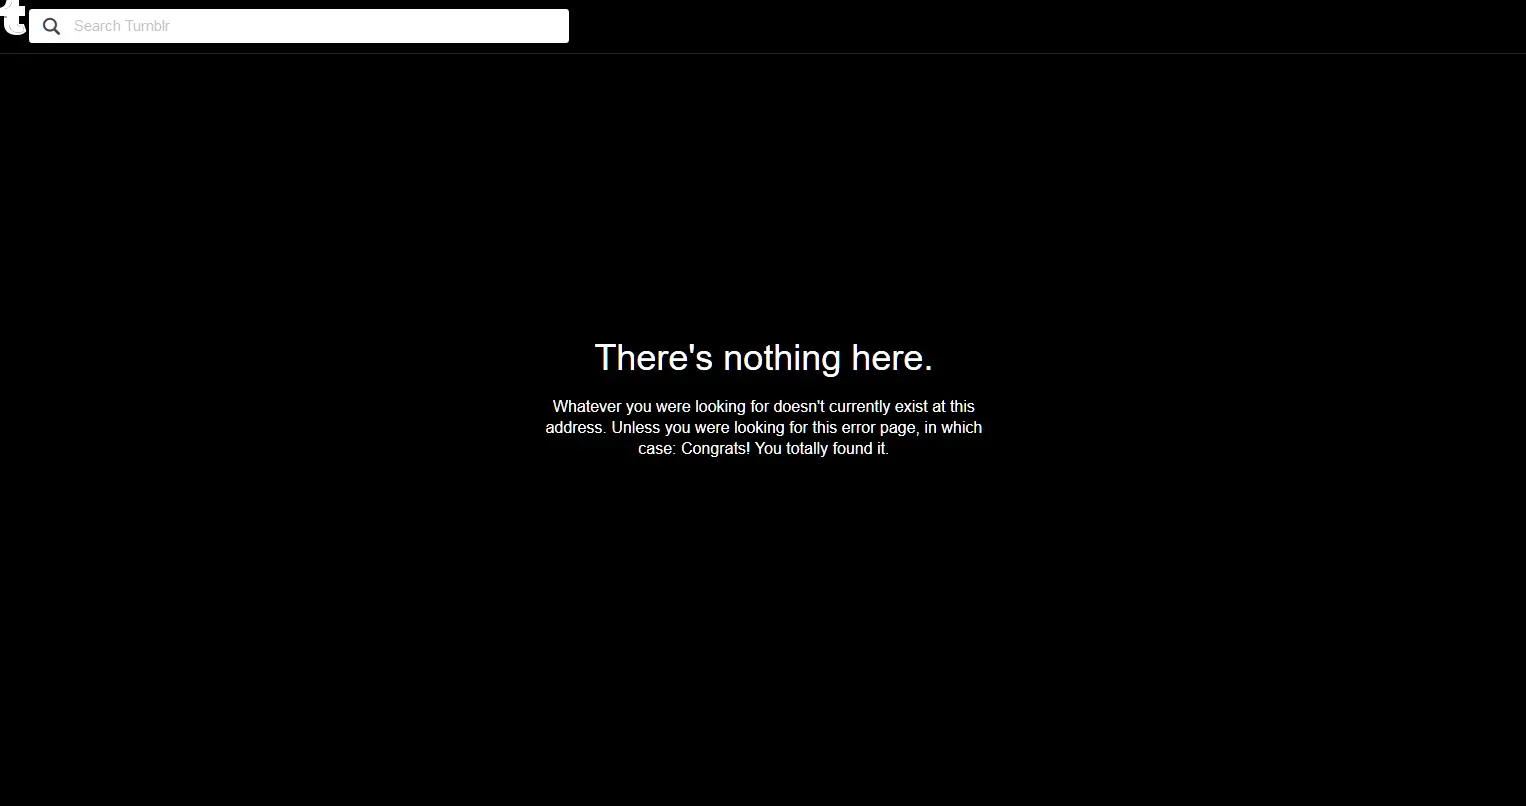 t
Search Tumblr
There's nothing here.
Whatever you were looking for doesn't currently exist at this
address. Unless you were looking for this error page, in which
case: Congrats! You totally found it.